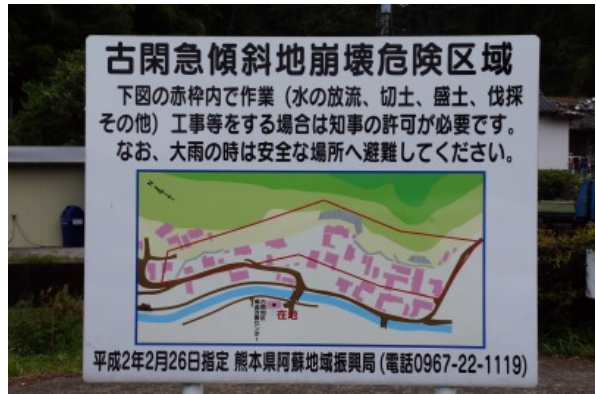 古閑急傾斜地崩壊危険区域
下図の赤枠内で作業（水の放流、切土、盛土、伐採
その他）工事等をする場合は知事の許可が必要です。
なお、大雨の時は安全な場所へ避難してください。
在地
平成2年2月26日指定 熊本県阿蘇地域振興局(電話0967-22-1119)